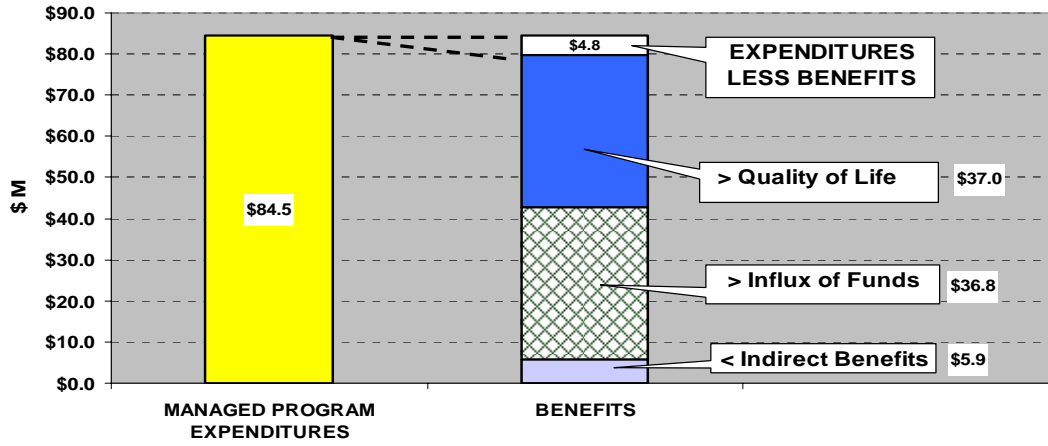 $90.0
$80.0
$70.0
$60.0
$50.0
$40.0
$30.0
$20.0
$10.0
$0.0
$ M
$84.5
$4.8
EXPENDITURES
LESS BENEFITS
> Quality of Life
$37.0
> Influx of Funds
$36.8
< Indirect Benefits
$5.9
MANAGED PROGRAM
EXPENDITURES
BENEFITS